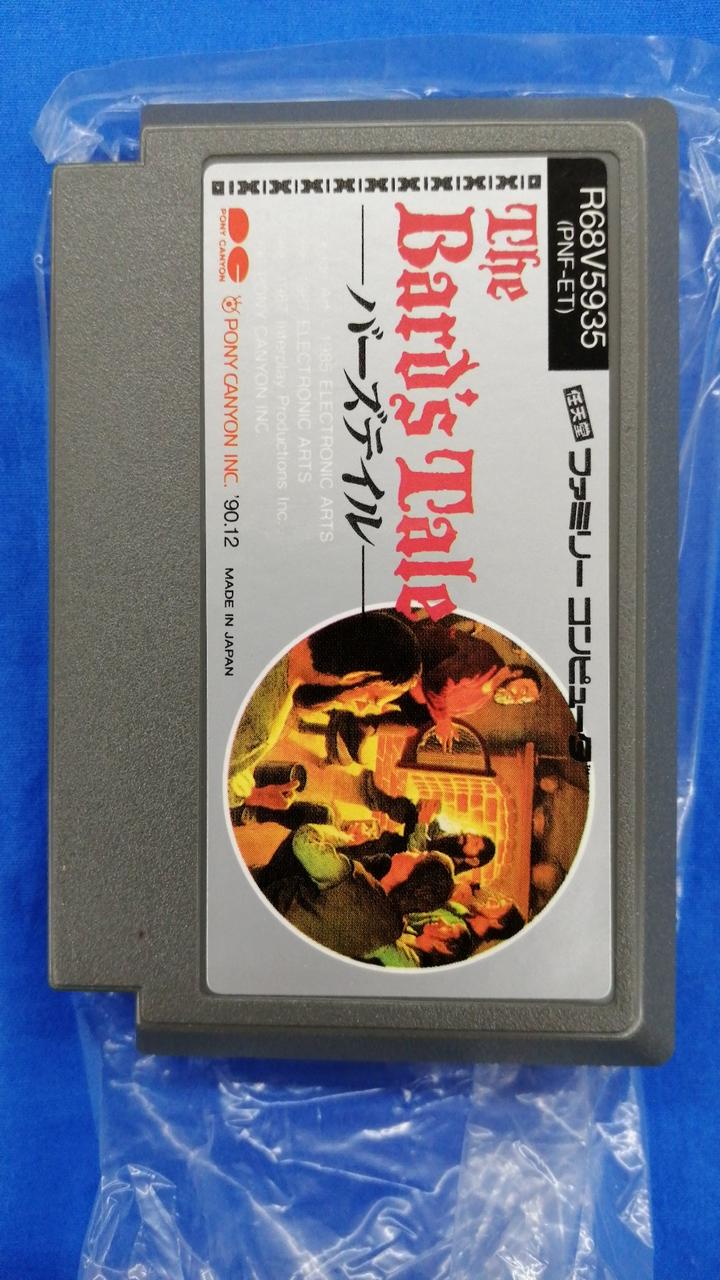 R68V5935
(PNF-ET)
任天堂 ファミリー コンピュータ™
The
Bard's Tale
バーズテイル
1985 ELECTRONIC ARTS
ELECTRONIC ARTS
Interplay Productions Inc.
PONY CANYON INC.
PONY CANYON
PONY CANYON INC. '90.12 MADE IN JAPAN